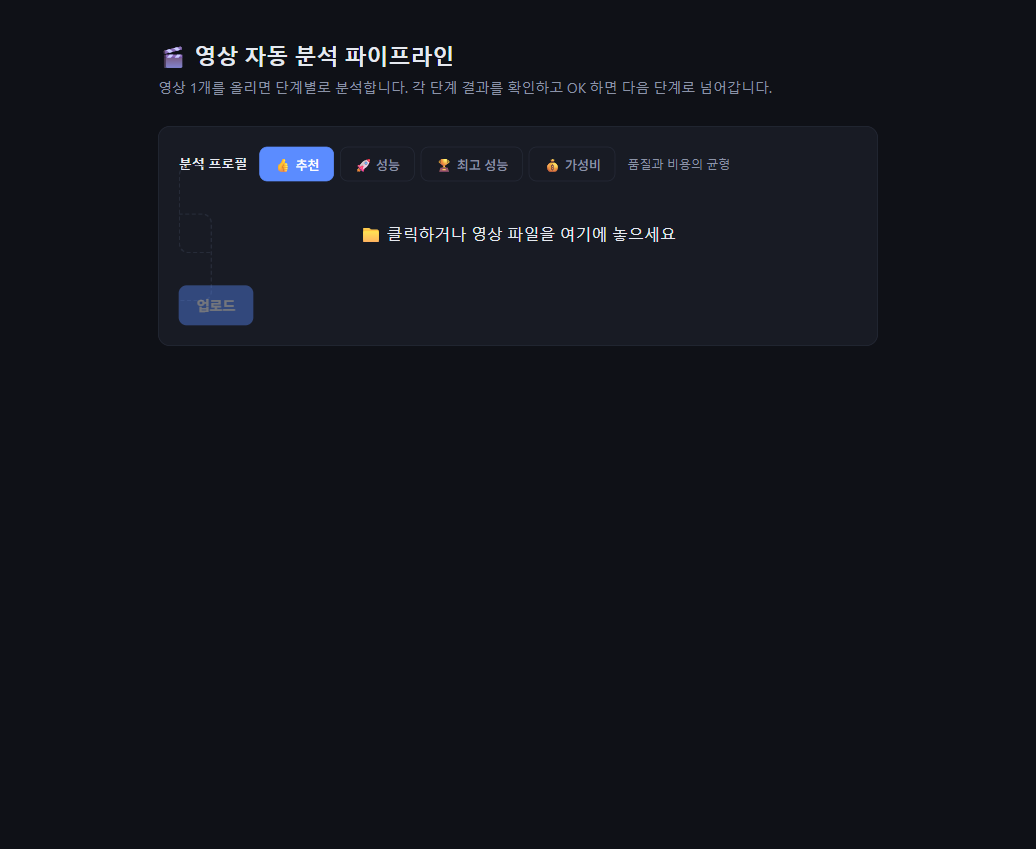 🎬 영상 자동 분석 파이프라인
영상 1개를 올리면 단계별로 분석합니다. 각 단계 결과를 확인하고 OK 하면 다음 단계로 넘어갑니다.
분석 프로필 👍 추천 🚀 성능 🏆 최고 성능 💰 가성비 품질과 비용의 균형
📁 클릭하거나 영상 파일을 여기에 놓으세요
업로드